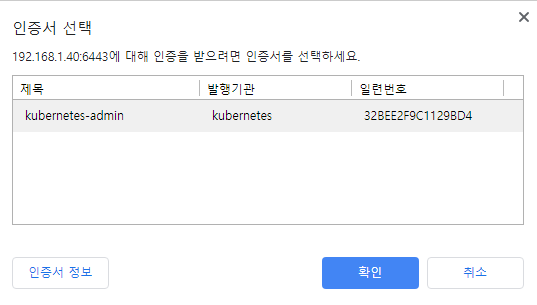 인증서 선택
192.168.1.40:6443에 대해 인증을 받으려면 인증서를 선택하세요.
제목 발행기관 일련번호
kubernetes-admin kubernetes 32BEE2F9C1129BD4
인증서 정보 확인 취소